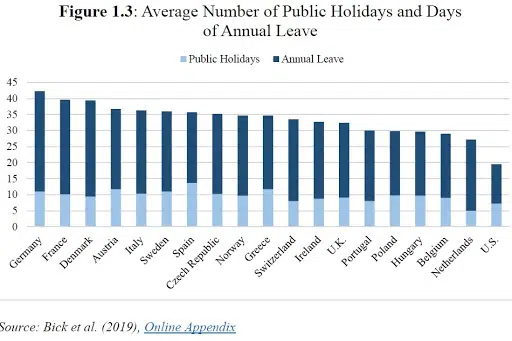 Figure 1.3: Average Number of Public Holidays and Days
of Annual Leave
Public Holidays Annual Leave
45
40
35
30
25
20
15
10
5
0
Germany
France
Denmark
Austria
Italy
Sweden
Spain
Czech Republic
Norway
Greece
Switzerland
Ireland
U.K.
Portugal
Poland
Hungary
Belgium
Netherlands
U.S.
Source: Bick et al. (2019), Online Appendix